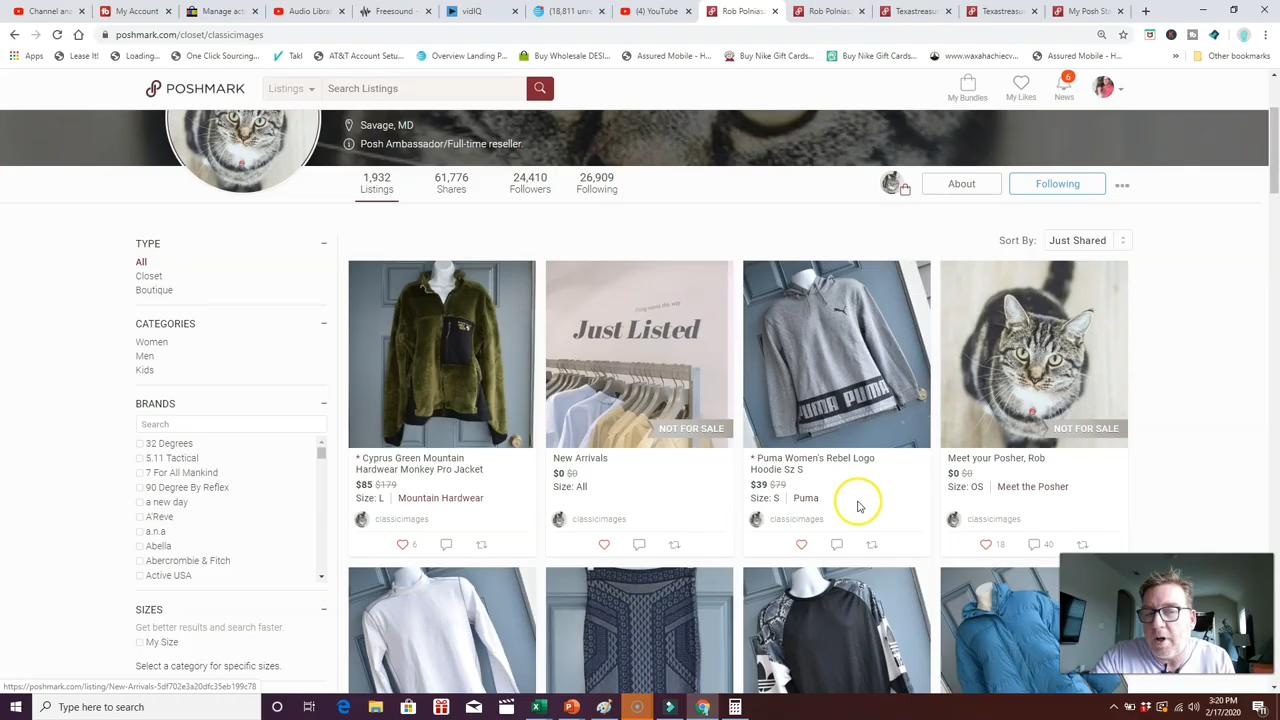 Channel an
My Account
Manage acti
Audio Libra
Freesound -
vidIQ
(18,811 unr
(4) YouTube
Rob Polnias
Rob Polnias
Texastreasur
Texastreasur
My Posh Sta
poshmark.com/closet/classicimages
Apps
Lease It!
Loading...
One Click Sourcing...
Takl
AT&T Account Setu...
Overview Landing P...
Buy Wholesale DESI...
Assured Mobile - H...
Buy Nike Gift Cards...
Buy Nike Gift Cards...
www.waxahachiecv...
Assured Mobile - H...
»
Other bookmarks
POSHMARK
Listings
Search Listings
My Bundles
My Likes
6
News
Savage, MD
Posh Ambassador/Full-time reseller.
1,932
Listings
61,776
Shares
24,410
Followers
26,909
Following
About
Following
Sort By:
Just Shared
TYPE
All
Closet
Boutique
CATEGORIES
Women
Men
Kids
BRANDS
Search
32 Degrees
5.11 Tactical
7 For All Mankind
90 Degree By Reflex
a new day
A'Reve
a.n.a
Abella
Abercrombie & Fitch
Active USA
SIZES
Get better results and search faster.
My Size
Select a category for specific sizes.
* Cyprus Green Mountain
Hardwear Monkey Pro Jacket
$85 $179
Size: L | Mountain Hardwear
classicimages
6
Just Listed
NOT FOR SALE
New Arrivals
$0 $0
Size: All
classicimages
PUMA PUMA
* Puma Women's Rebel Logo
Hoodie Sz S
$39 $79
Size: S | Puma
classicimages
NOT FOR SALE
Meet your Posher, Rob
$0 $0
Size: OS | Meet the Posher
classicimages
18
40
https://poshmark.com/listing/New-Arrivals-5df702e3a20dfc35eb199c78
Type here to search
3:20 PM
2/17/2020